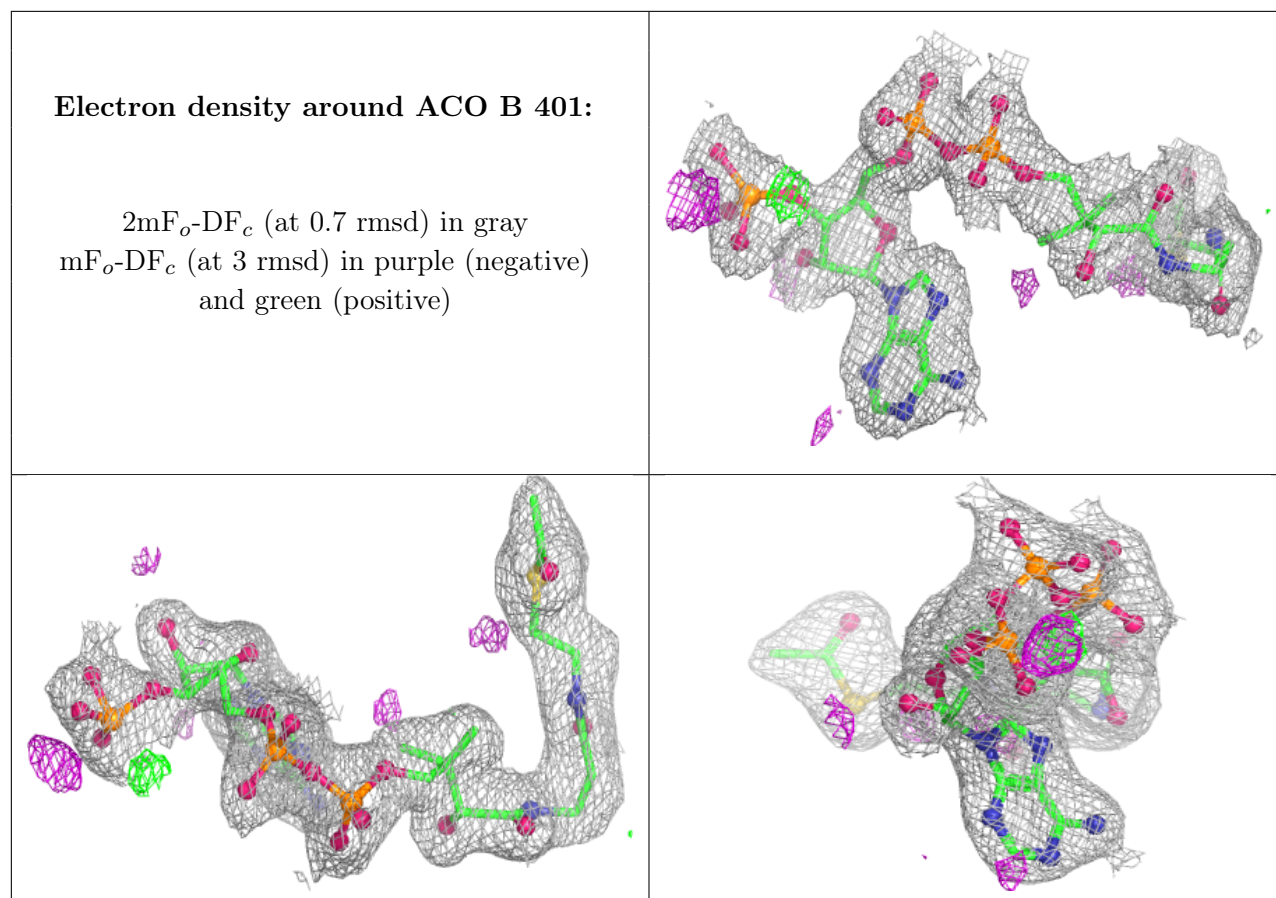 Electron density around ACO B 401:
2mFo-DFc (at 0.7 rmsd) in gray
mFo-DFc (at 3 rmsd) in purple (negative)
and green (positive)